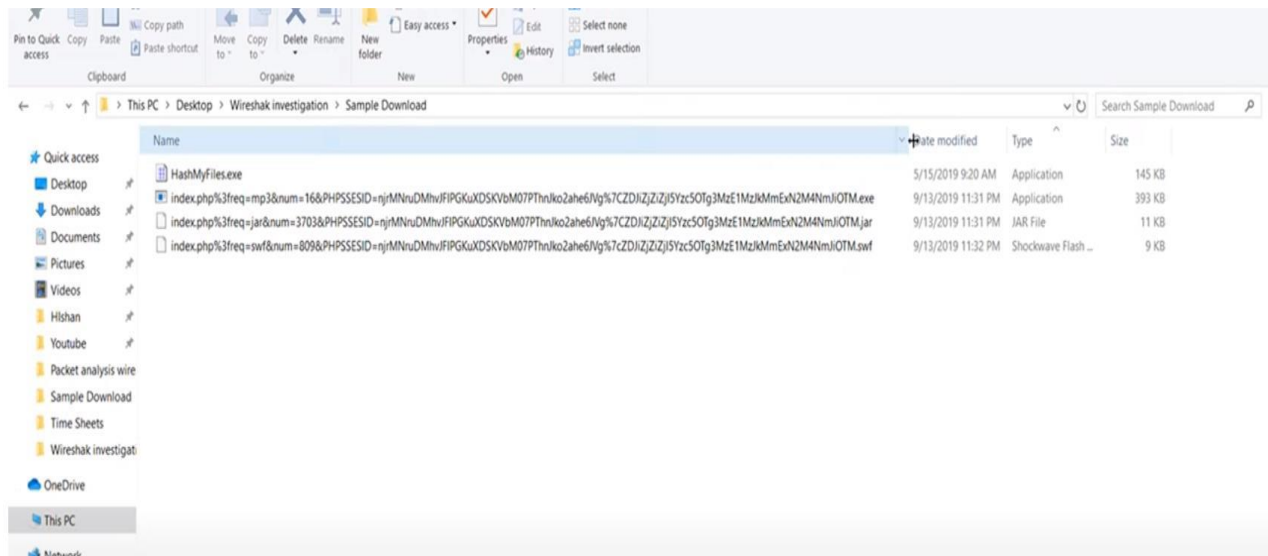 Copy path
Easy access
Edit
Select none
Pin to Quick access
Copy
Paste
Paste shortcut
Move to
Copy to
Delete
Rename
New folder
Properties
History
Invert selection
Clipboard
Organize
New
Open
Select
This PC > Desktop > Wireshak investigation > Sample Download
Search Sample Download
Name
Date modified
Type
Size
HashMyFiles.exe 5/15/2019 9:20 AM Application 145 KB
index.php%3freq=mp3&num=16&PHPSSESID=njrMNruDMhvJFIPGKuXDSKVbM07PThnJko2ahe6JVg%7CZDJiZjZiZjI5Yzc5OTg3MzE1MzJkMmExN2M4NmJiOTM.exe 9/13/2019 11:31 PM Application 393 KB
index.php%3freq=jar&num=3703&PHPSSESID=njrMNruDMhvJFIPGKuXDSKVbM07PThnJko2ahe6JVg%7CZDJiZjZiZjI5Yzc5OTg3MzE1MzJkMmExN2M4NmJiOTM.jar 9/13/2019 11:31 PM JAR File 11 KB
index.php%3freq=swf&num=809&PHPSSESID=njrMNruDMhvJFIPGKuXDSKVbM07PThnJko2ahe6JVg%7cZDJiZjZiZjI5Yzc5OTg3MzE1MzJkMmExN2M4NmJiOTM.swf 9/13/2019 11:32 PM Shockwave Flash ... 9 KB
Quick access
Desktop
Downloads
Documents
Pictures
Videos
HIshan
Youtube
Packet analysis wire
Sample Download
Time Sheets
Wireshak investigati
OneDrive
This PC
Network